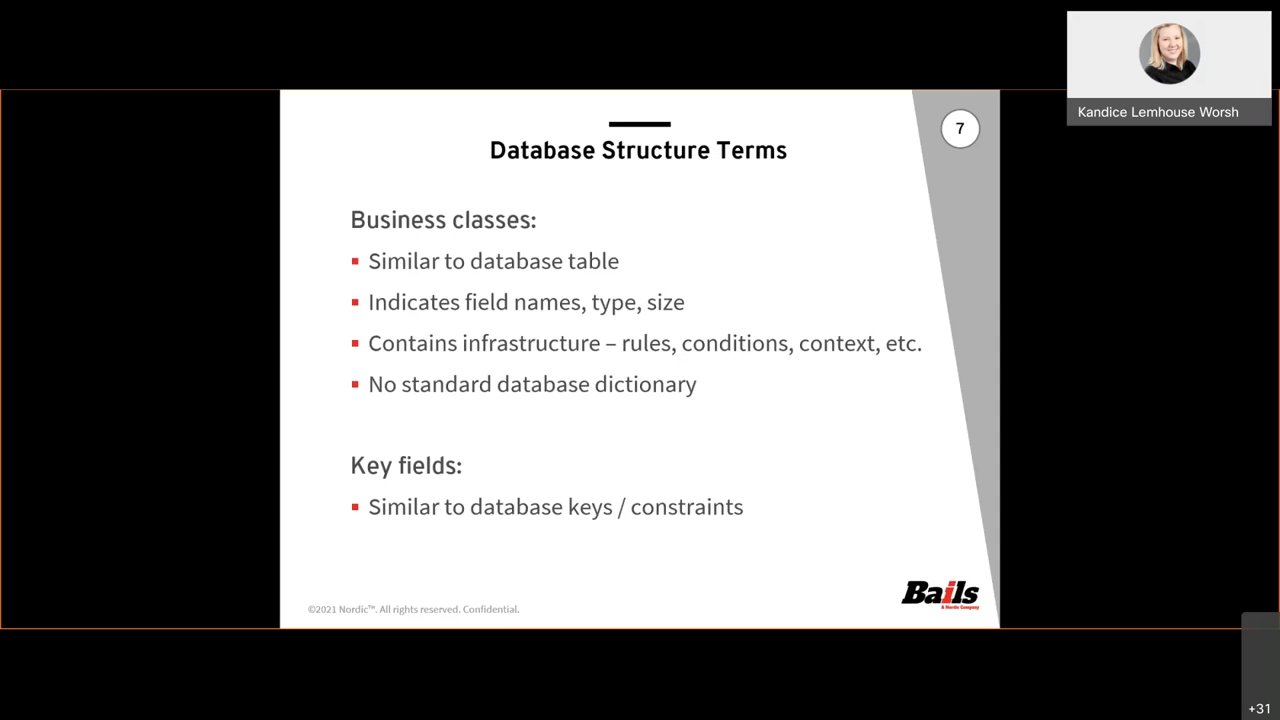 Kandice Lemhouse Worsh
7
Database Structure Terms
Business classes:
▪ Similar to database table
▪ Indicates field names, type, size
▪ Contains infrastructure – rules, conditions, context, etc.
▪ No standard database dictionary
Key fields:
▪ Similar to database keys / constraints
©2021 Nordic™. All rights reserved. Confidential.
Bails
A Nordic Company
+31